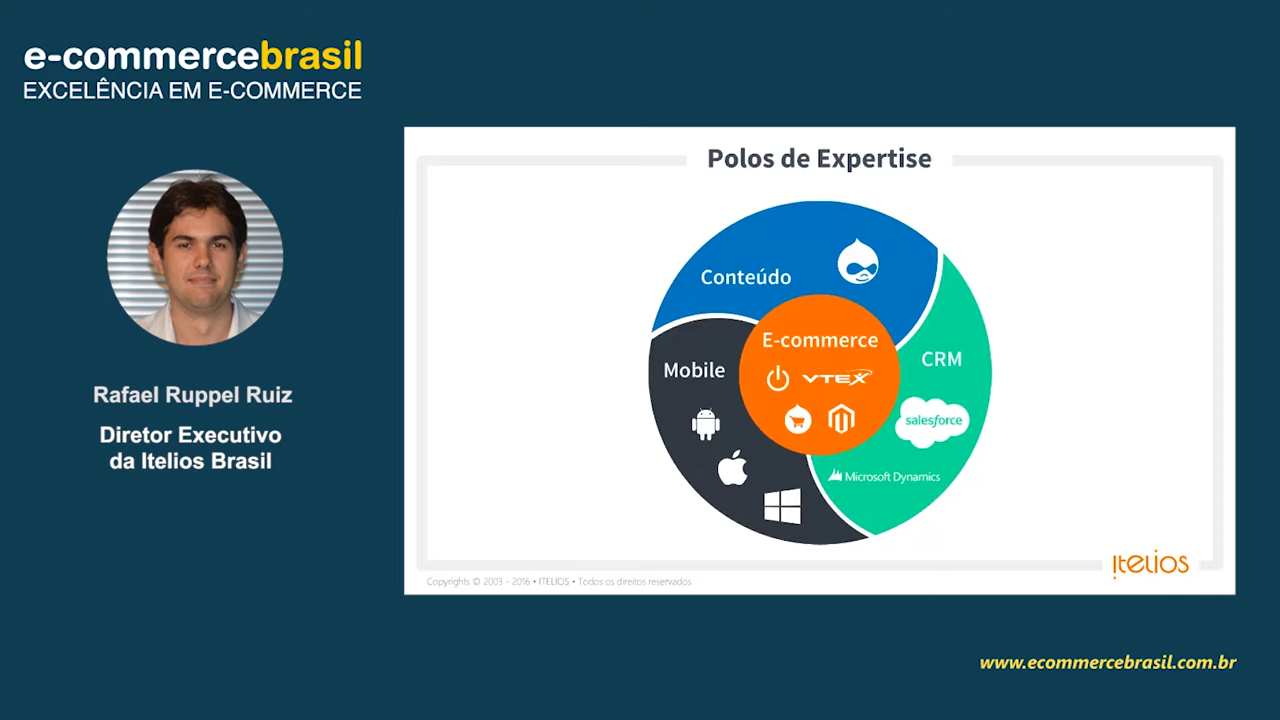 e-commercebrasil
EXCELÊNCIA EM E-COMMERCE
Rafael Ruppel Ruiz
Diretor Executivo
da Itelios Brasil
Polos de Expertise
Conteúdo
E-commerce
VTEX
Mobile
CRM
salesforce
Microsoft Dynamics
itelios
Copyrights © 2003 - 2016 • ITELIOS • Todos os direitos reservados
www.ecommercebrasil.com.br